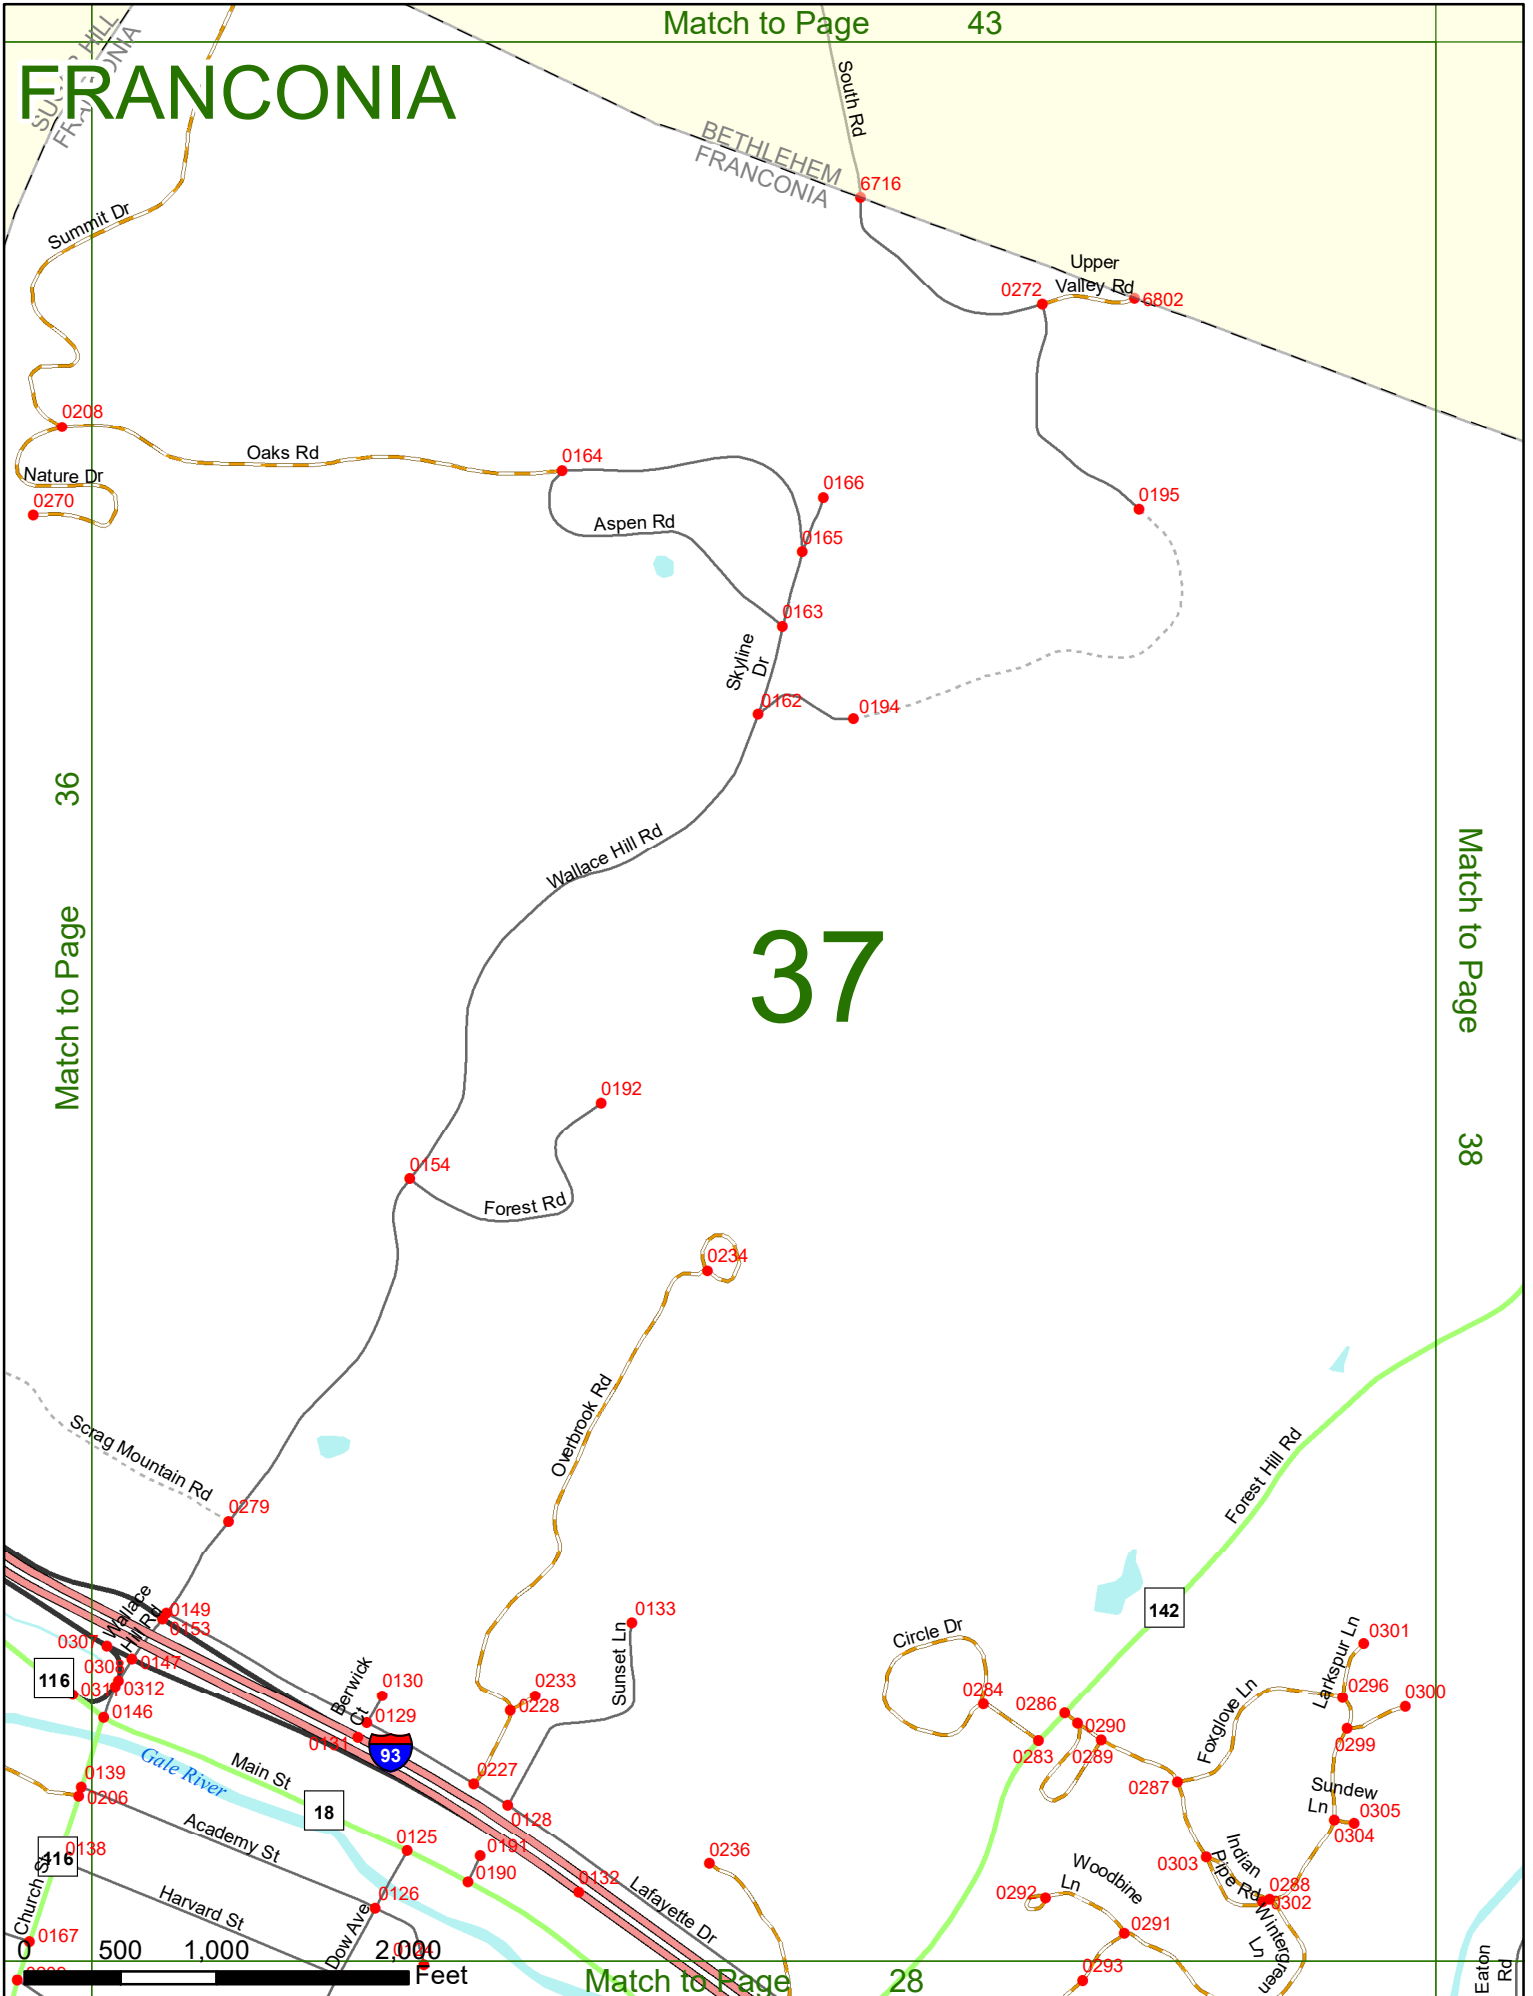 Match to Page 43
FRANCONIA
FRANCONIA
South Rd
BETHLEHEM
FRANCONIA
6716
Summit Dr
Upper
Valley Rd
0272
6802
0208
Oaks Rd
0164
Nature Dr
0270
0166
0195
Aspen Rd
0165
0163
Skyline
Dr
0162
0194
36
Match to Page
Wallace Hill Rd
37
Match to Page
38
0192
0154
Forest Rd
0234
Overbrook Rd
Scrag Mountain Rd
0279
Forest Hill Rd
142
Wallace
Hill Rd
0149
0153
0307
0147
0308
0312
116
0146
0133
Sunset Ln
Circle Dr
Larkspur Ln
0301
Berwick
Ct
0130
0129
0131
93
0233
0228
0284
0286
0290
0283
0289
Foxglove Ln
0296
0300
0299
Gale River
Main St
0227
0287
Sundew
Ln
0305
0304
0139
0206
18
0128
Academy St
0125
0191
0190
0236
0138
116
0132
Woodbine
Ln
0303
Indian
Pipe Rd
0288
0302
0292
Church St
Harvard St
0126
Lafayette Dr
0291
Wintergreen
Ln
0167
Dow Ave
0293
Eaton
Rd
0 500 1,000 2,000
Feet
Match to Page 28